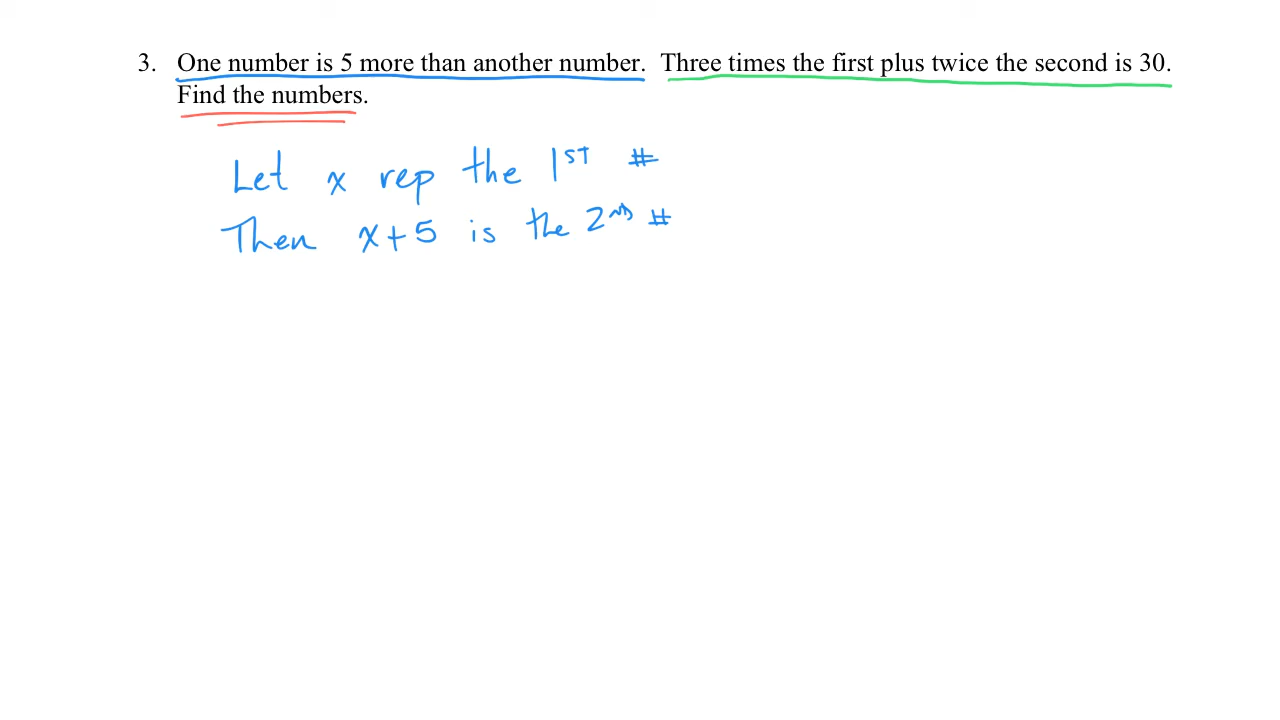 3. One number is 5 more than another number. Three times the first plus twice the second is 30.
Find the numbers.
Let x rep the 1ST #
Then x+5 is the 2ND #